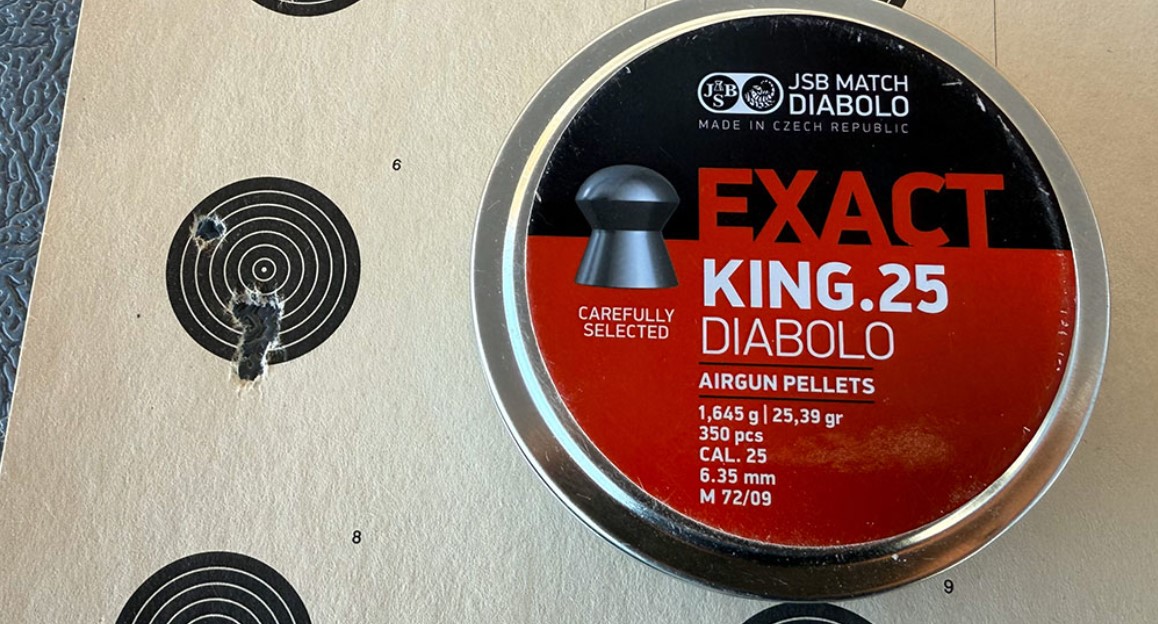 JSB
JSB MATCH
DIABOLO
MADE IN CZECH REPUBLIC
6
EXACT
KING.25
CAREFULLY
SELECTED
DIABOLO
AIRGUN PELLETS
1,645 g | 25,39 gr
350 pcs
CAL. 25
6.35 mm
M 72/09
8
9